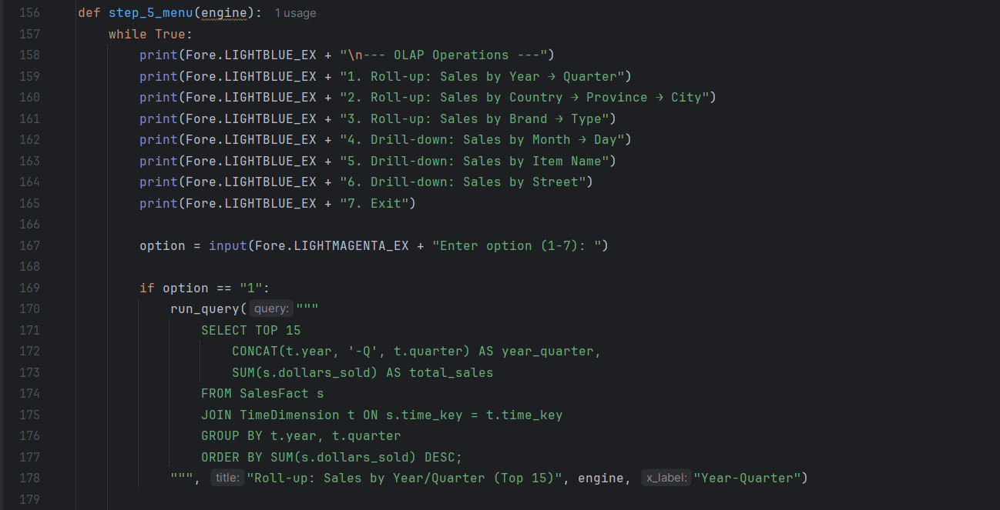 156 def step_5_menu(engine): 1 usage
157 while True:
158 print(Fore.LIGHTBLUE_EX + "\n--- OLAP Operations ---")
159 print(Fore.LIGHTBLUE_EX + "1. Roll-up: Sales by Year → Quarter")
160 print(Fore.LIGHTBLUE_EX + "2. Roll-up: Sales by Country → Province → City")
161 print(Fore.LIGHTBLUE_EX + "3. Roll-up: Sales by Brand → Type")
162 print(Fore.LIGHTBLUE_EX + "4. Drill-down: Sales by Month → Day")
163 print(Fore.LIGHTBLUE_EX + "5. Drill-down: Sales by Item Name")
164 print(Fore.LIGHTBLUE_EX + "6. Drill-down: Sales by Street")
165 print(Fore.LIGHTBLUE_EX + "7. Exit")
166
167 option = input(Fore.LIGHTMAGENTA_EX + "Enter option (1-7): ")
168
169 if option == "1":
170 run_query( query: """
171 SELECT TOP 15
172 CONCAT(t.year, '-Q', t.quarter) AS year_quarter,
173 SUM(s.dollars_sold) AS total_sales
174 FROM SalesFact s
175 JOIN TimeDimension t ON s.time_key = t.time_key
176 GROUP BY t.year, t.quarter
177 ORDER BY SUM(s.dollars_sold) DESC;
178 """, title: "Roll-up: Sales by Year/Quarter (Top 15)", engine, x_label: "Year-Quarter")
179